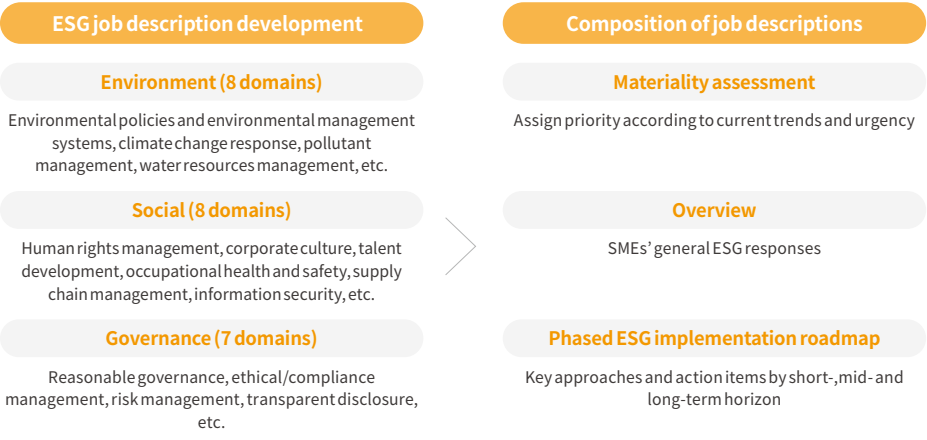 ESG job description development
Environment (8 domains)
Environmental policies and environmental management
systems, climate change response, pollutant
management, water resources management, etc.
Social (8 domains)
Human rights management, corporate culture, talent
development, occupational health and safety, supply
chain management, information security, etc.
Governance (7 domains)
Reasonable governance, ethical/compliance
management, risk management, transparent disclosure,
etc.
Composition of job descriptions
Materiality assessment
Assign priority according to current trends and urgency
Overview
SMEs’ general ESG responses
Phased ESG implementation roadmap
Key approaches and action items by short-, mid- and
long-term horizon